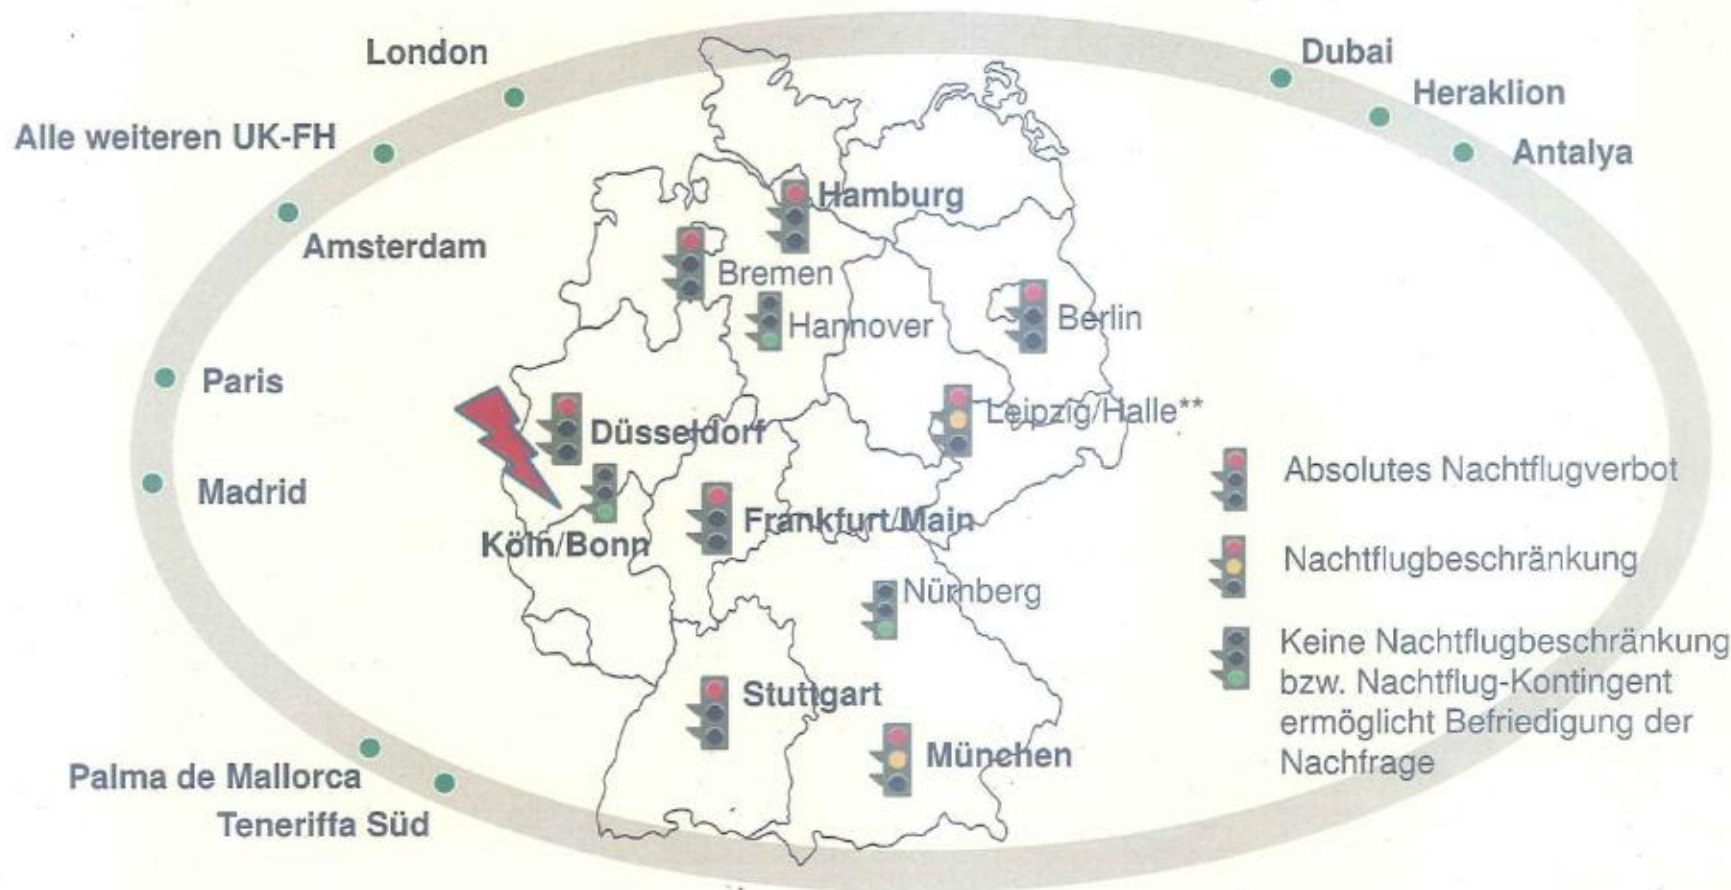 London
Dubai
Heraklion
Alle weiteren UK-FH
Antalya
Hamburg
Amsterdam
Bremen
Hannover
Berlin
Paris
Leipzig/Halle**
Düsseldorf
Absolutes Nachtflugverbot
Madrid
Frankfurt/Main
Köln/Bonn
Nachtflugbeschränkung
Nürnberg
Keine Nachtflugbeschränkung
bzw. Nachtflug-Kontingent
ermöglicht Befriedigung der
Nachfrage
Stuttgart
München
Palma de Mallorca
Teneriffa Süd